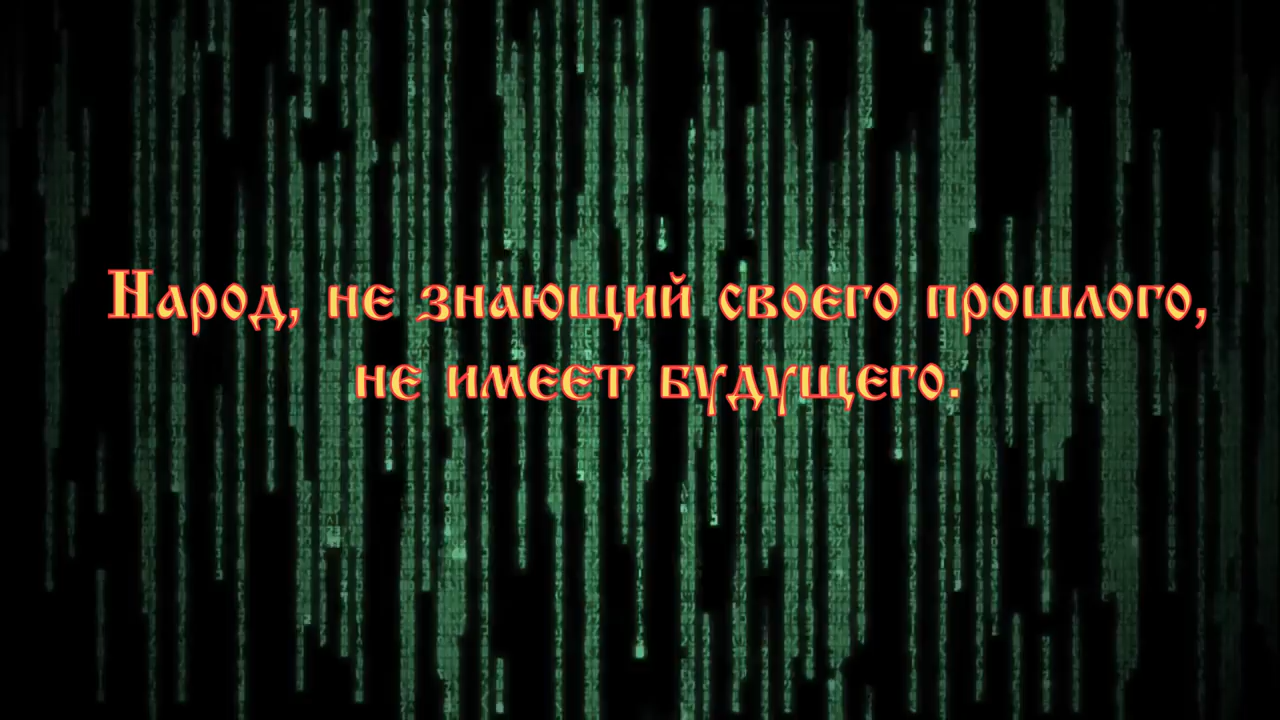 Народ, не знающий своего прошлого,
не имеет будущего.